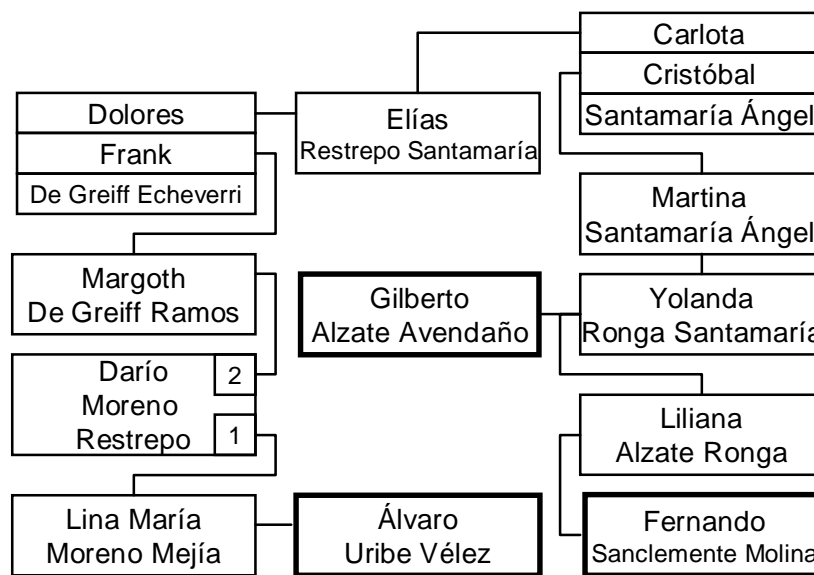 Carlota
Cristóbal
Santamaría Ángel
Dolores
Frank
De Greiff Echeverri
Elías
Restrepo Santamaría
Martina
Santamaría Ángel
Margoth
De Greiff Ramos
Gilberto
Alzate Avendaño
Yolanda
Ronga Santamaría
Darío
Moreno
Restrepo
2
1
Liliana
Alzate Ronga
Lina María
Moreno Mejía
Álvaro
Uribe Vélez
Fernando
Sanclemente Molina